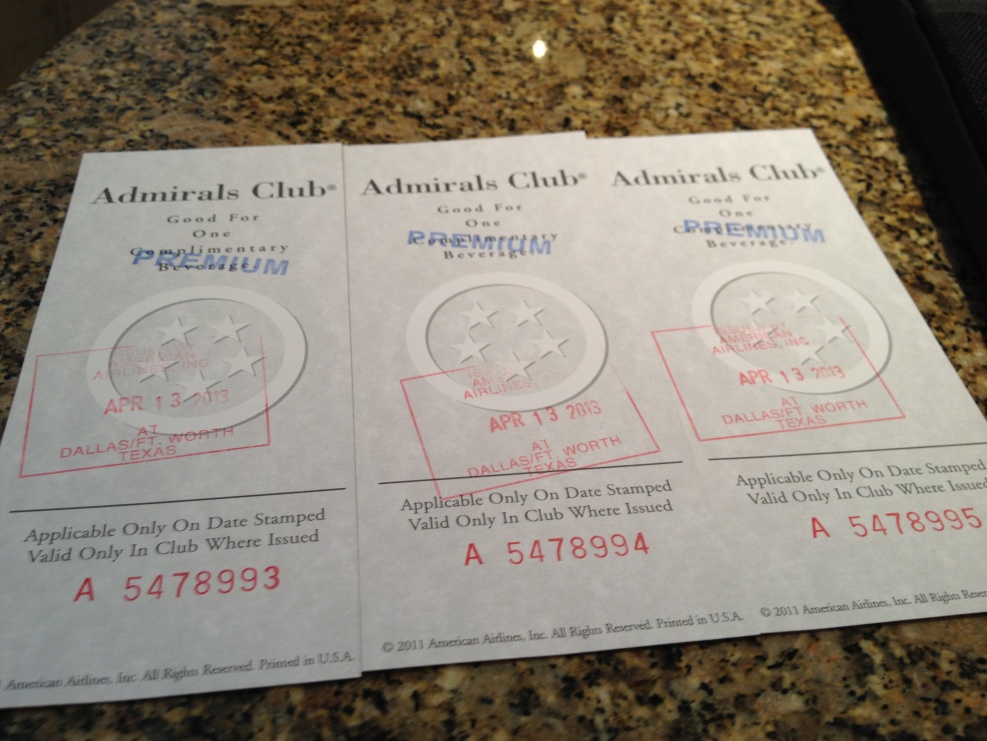 Admirals Club®
Good For
One
Complimentary
Beverage.
PREMIUM
AMERICAN
AIRLINES, INC
APR 13 2013
AT
DALLAS/FT. WORTH
TEXAS
Applicable Only On Date Stamped
Valid Only In Club Where Issued
A 5478993
American Airlines, Inc. All Rights Reserved. Printed in U.S.A.
Admirals Club®
Good For
One
Complimentary
Beverage.
PREMIUM
AIRLINES, INC
APR 13 2013
AT
DALLAS/FT. WORTH
TEXAS
Applicable Only On Date Stamped
Valid Only In Club Where Issued
A 5478994
© 2011 American Airlines, Inc. All Rights Reserved. Printed in U.S.A.
Admirals Club®
Good For
One
Complimentary
Beverage.
PREMIUM
ISSUED BY
AMERICAN
AIRLINES, INC
APR 13 2013
AT
DALLAS/FT. WORTH
TEXAS
Applicable Only On Date Stamped
Valid Only In Club Where Issued
A 5478995
© 2011 American Airlines, Inc. All Rights Reser